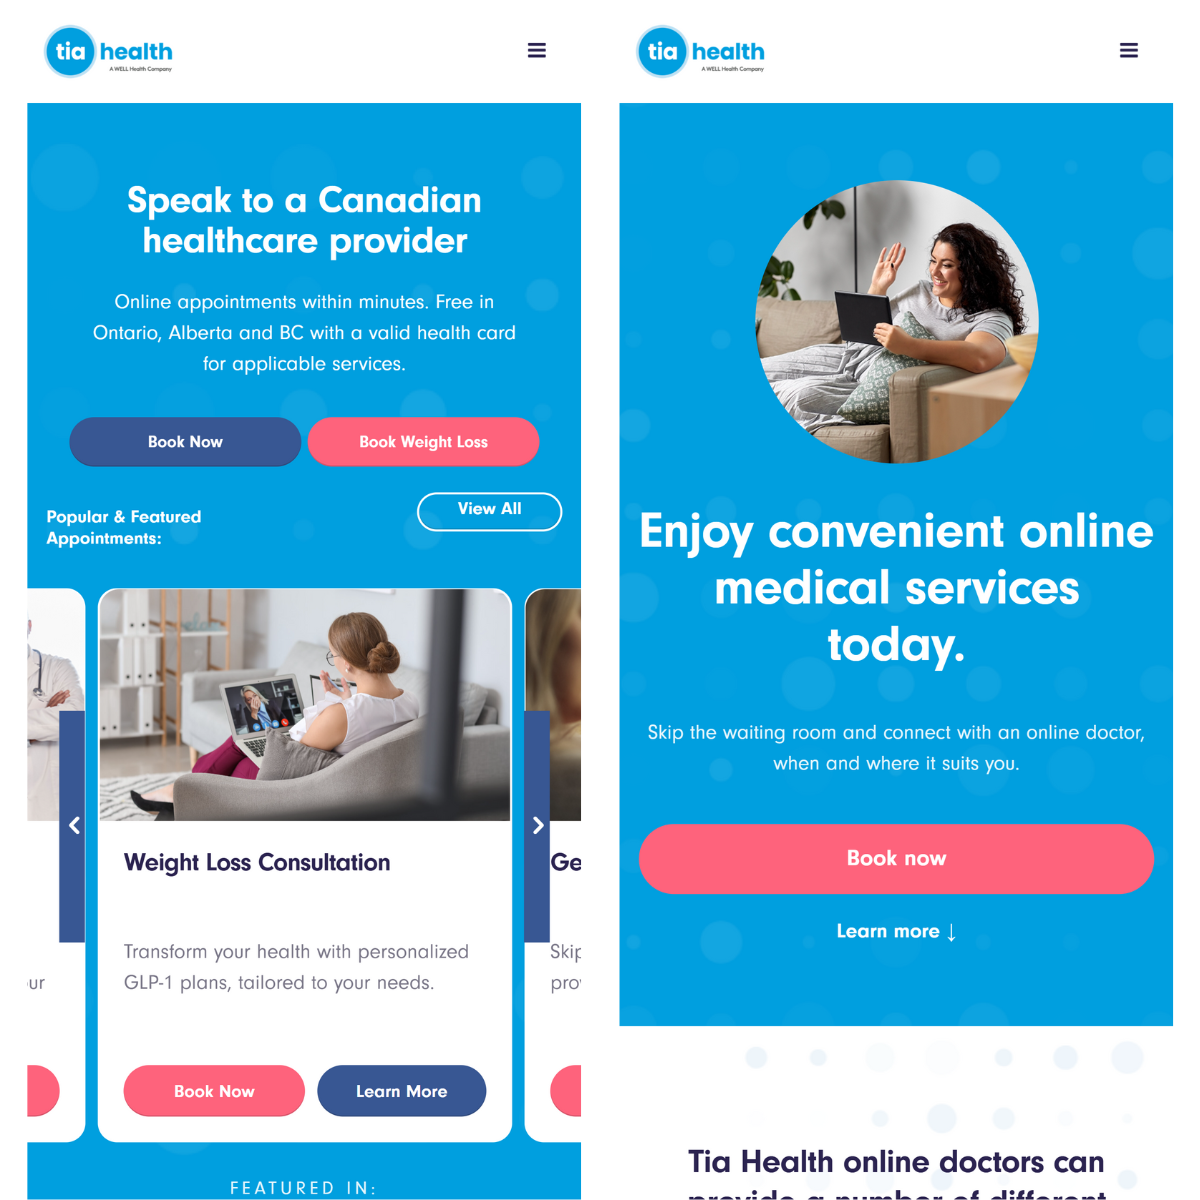 tia health
A WELL Health Company
Speak to a Canadian
healthcare provider
Online appointments within minutes. Free in
Ontario, Alberta and BC with a valid health card
for applicable services.
Book Now
Book Weight Loss
Popular & Featured
Appointments:
View All
Weight Loss Consultation
Transform your health with personalized
GLP-1 plans, tailored to your needs.
Book Now
Learn More
ur
Ge
Skip
pro
FEATURED IN:
tia health
A WELL Health Company
Enjoy convenient online
medical services
today.
Skip the waiting room and connect with an online doctor,
when and where it suits you.
Book now
Learn more ↓
Tia Health online doctors can
provide a number of different